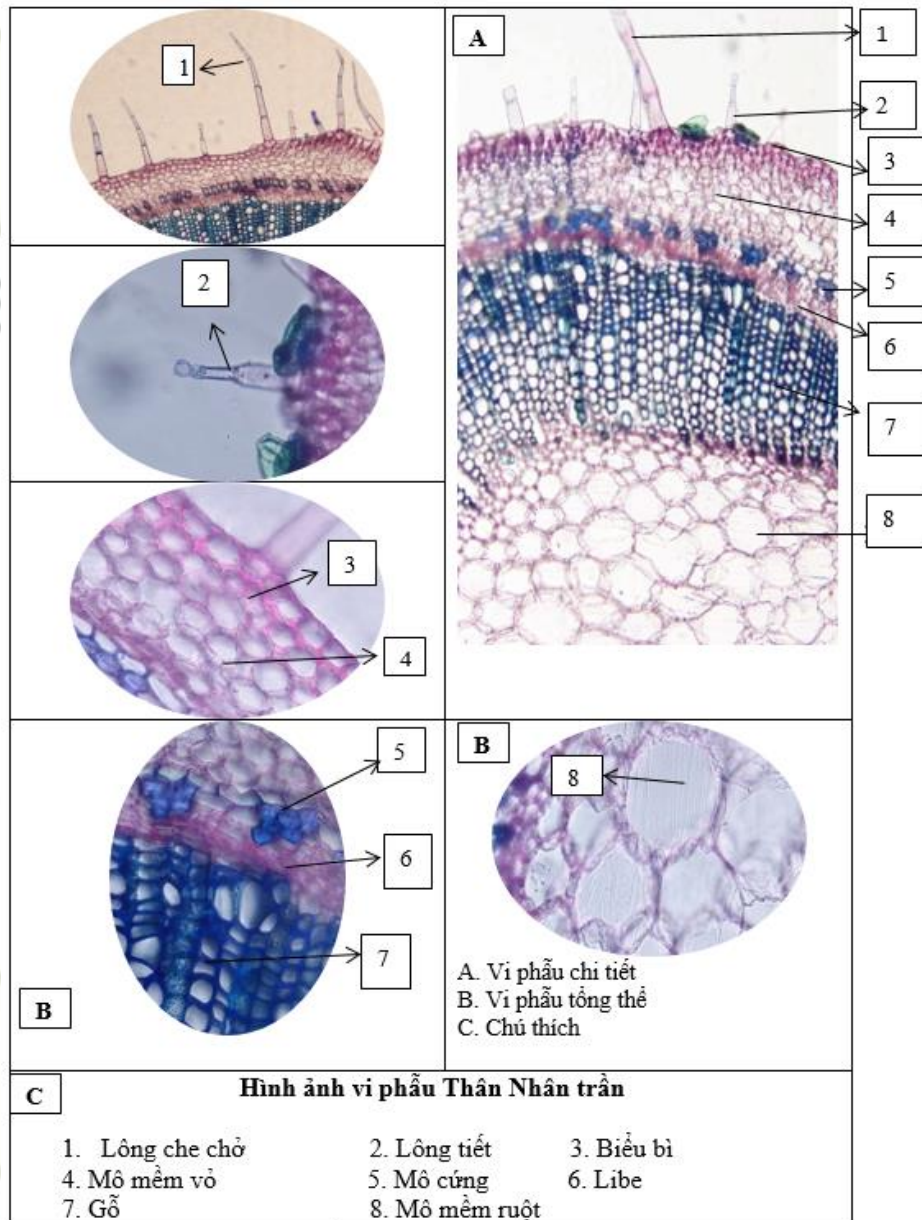 1
A
1
2
3
4
5
6
7
8
2
3
4
5
6
7
B
B
8
A. Vi phẫu chi tiết
B. Vi phẫu tổng thể
C. Chú thích
C
Hình ảnh vi phẫu Thân Nhân trần
1. Lông che chở 2. Lông tiết 3. Biểu bì
4. Mô mềm vỏ 5. Mô cứng 6. Libe
7. Gỗ 8. Mô mềm ruột